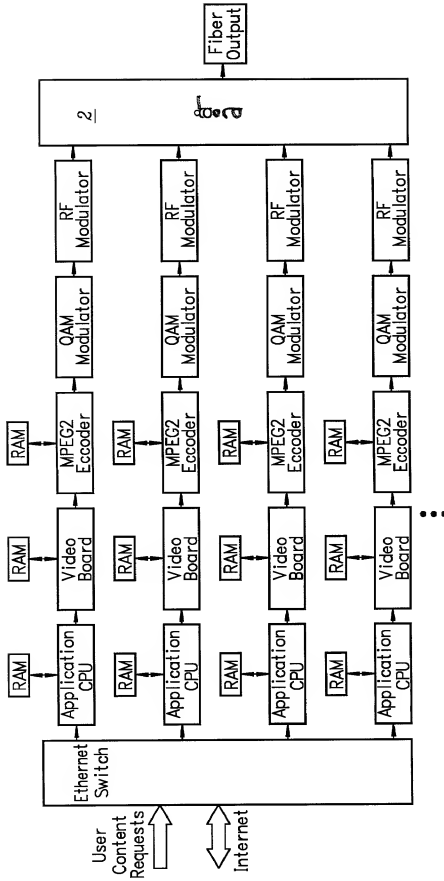 User
Content
Requests
Internet
Ethernet
Switch
RAM
RAM
RAM
Application
CPU
Video
Board
MPEG2
Eccoder
QAM
Modulator
RF
Modulator
RAM
RAM
RAM
Application
CPU
Video
Board
MPEG2
Eccoder
QAM
Modulator
RF
Modulator
RAM
RAM
RAM
Application
CPU
Video
Board
MPEG2
Eccoder
QAM
Modulator
RF
Modulator
RAM
RAM
RAM
Application
CPU
Video
Board
MPEG2
Eccoder
QAM
Modulator
RF
Modulator
2
Fiber
Output